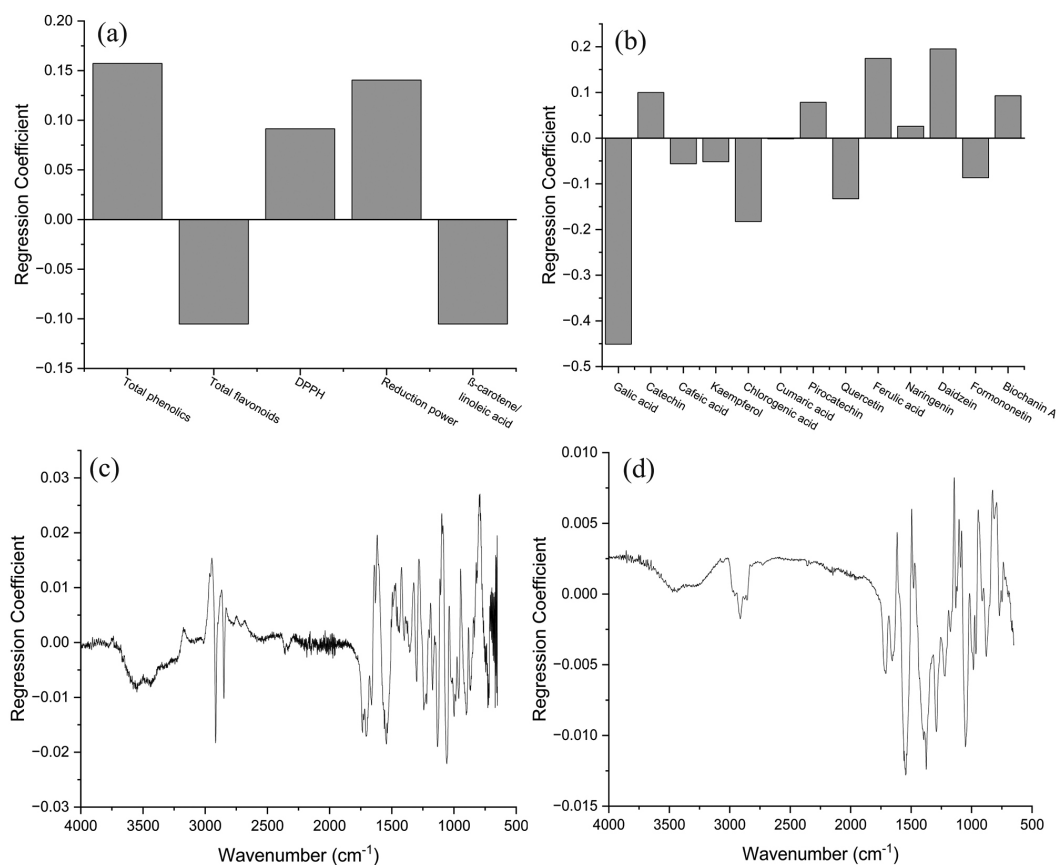 (a)
Regression Coefficient
0.20
0.15
0.10
0.05
0.00
−0.05
−0.10
−0.15
Total phenolics
Total flavonoids
DPPH
Reduction power
ß-carotene/
linoleic acid
(b)
Regression Coefficient
0.2
0.1
0.0
−0.1
−0.2
−0.3
−0.4
−0.5
Galic acid
Catechin
Cafeic acid
Kaempferol
Chlorogenic acid
Cumaric acid
Pirocatechin
Quercetin
Ferulic acid
Naringenin
Daidzein
Formononetin
Biochanin A
(c)
Regression Coefficient
0.03
0.02
0.01
0.00
−0.01
−0.02
−0.03
4000 3500 3000 2500 2000 1500 1000 500
Wavenumber (cm⁻¹)
(d)
Regression Coefficient
0.010
0.005
0.000
−0.005
−0.010
−0.015
4000 3500 3000 2500 2000 1500 1000 500
Wavenumber (cm⁻¹)